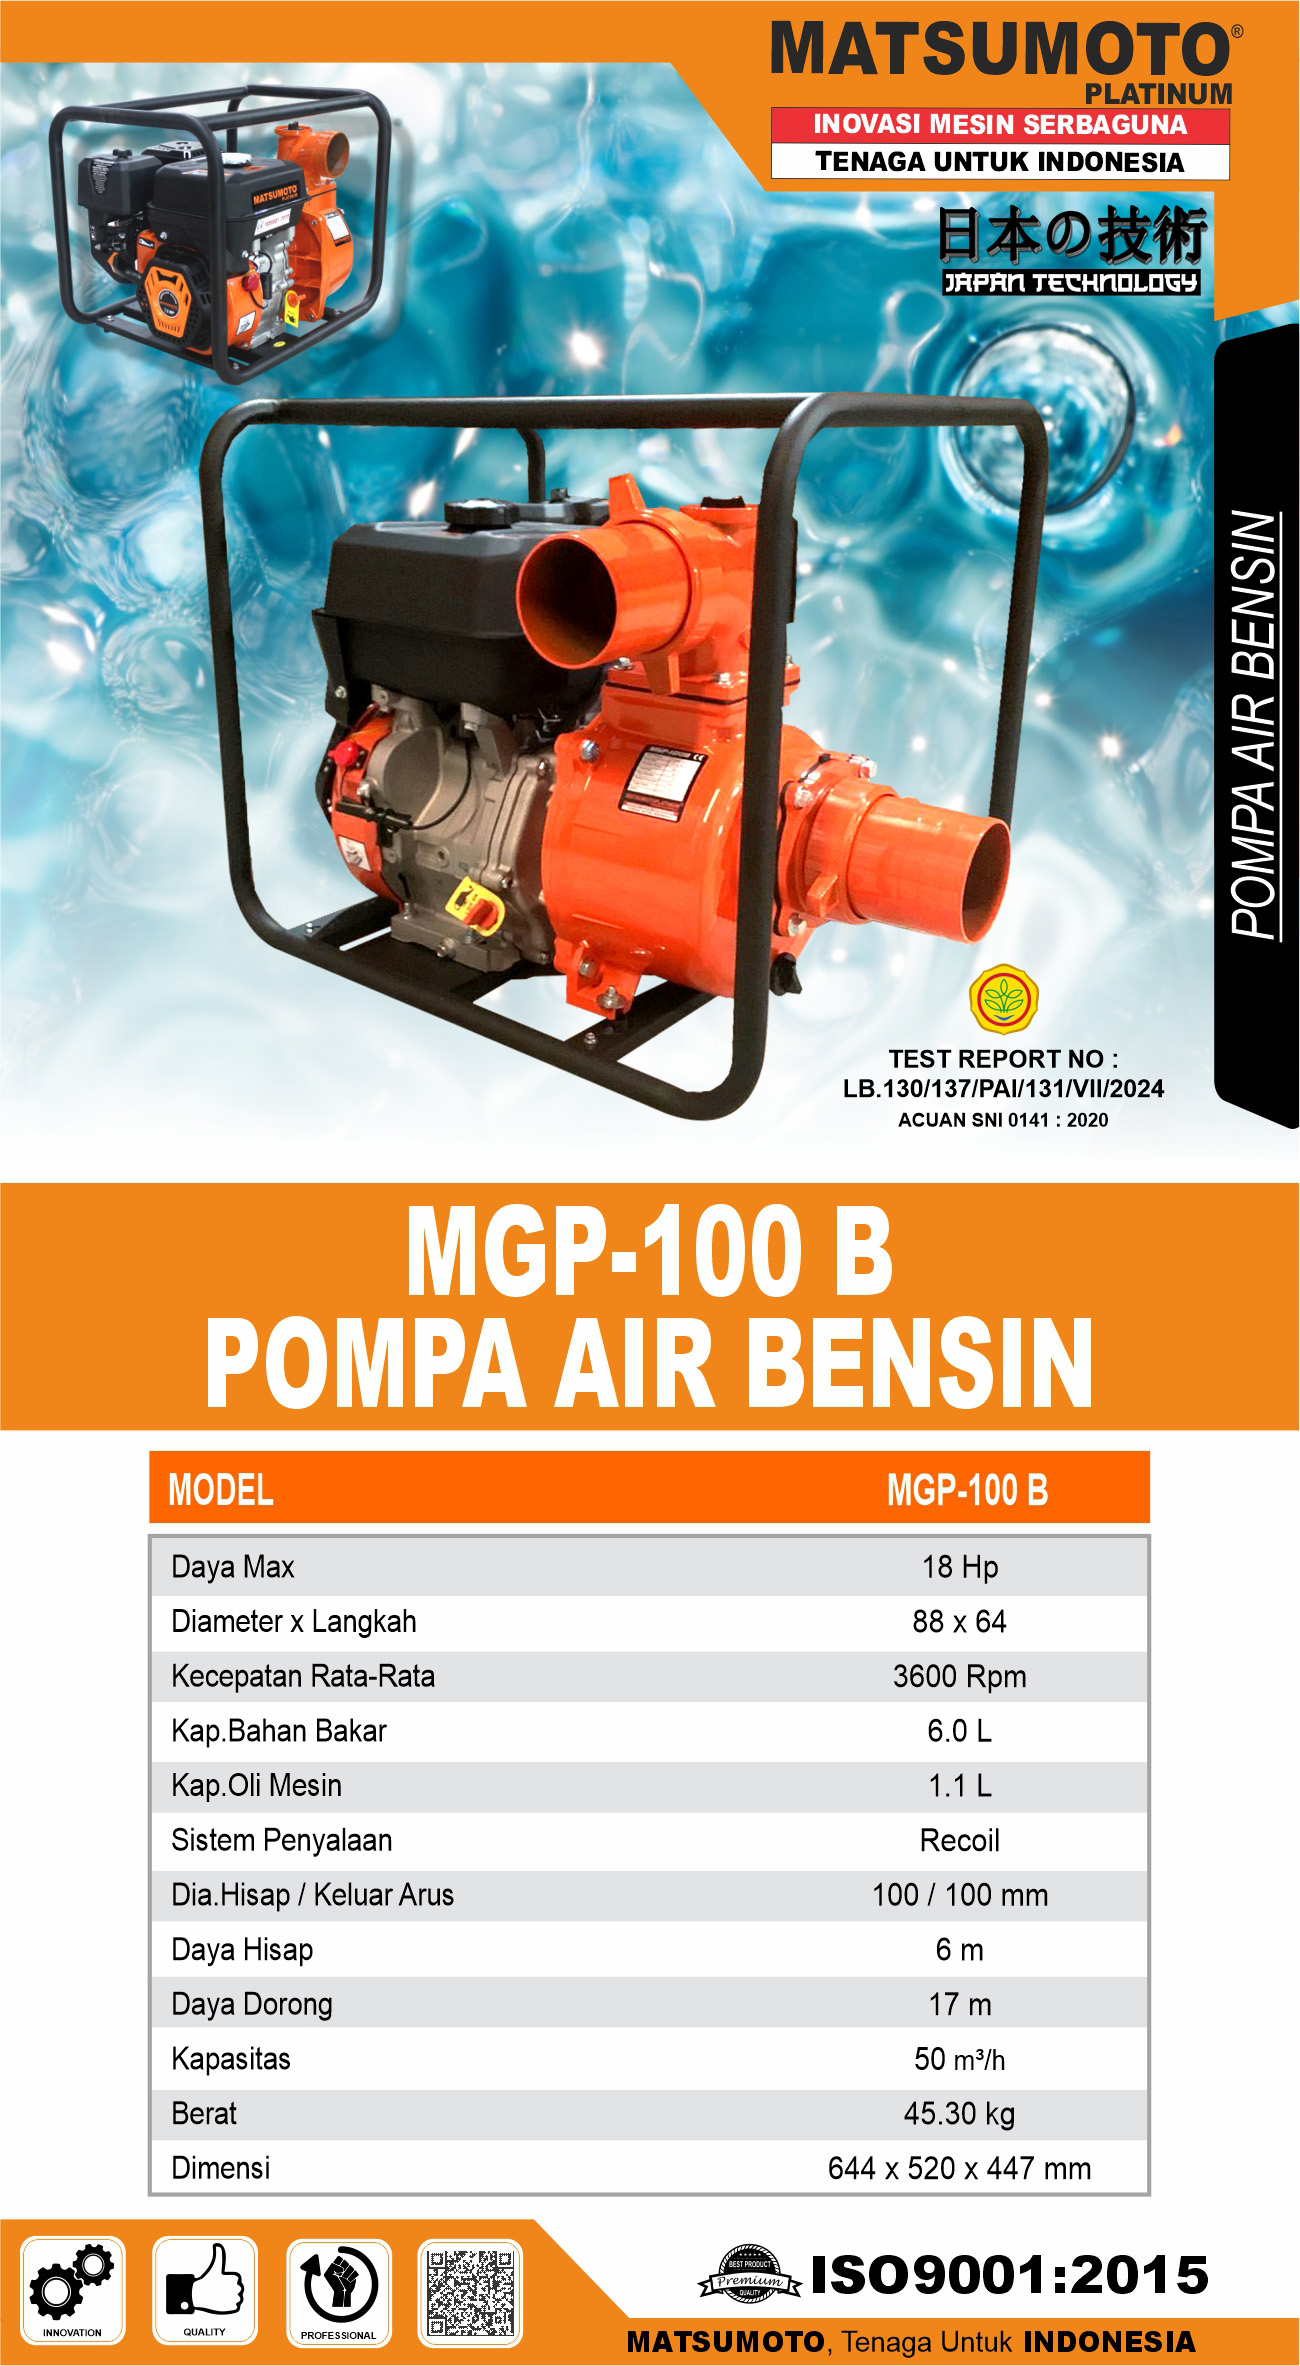 MATSUMOTO®
PLATINUM
INOVASI MESIN SERBAGUNA
TENAGA UNTUK INDONESIA
日本の技術
JAPAN TECHNOLOGY
MATSUMOTO
PLATINUM
POMPA AIR BENSIN
MGP-100B
TEST REPORT NO :
LB.130/137/PAI/131/VII/2024
ACUAN SNI 0141 : 2020
MGP-100 B
POMPA AIR BENSIN
MODEL MGP-100 B
Daya Max 18 Hp
Diameter x Langkah 88 x 64
Kecepatan Rata-Rata 3600 Rpm
Kap.Bahan Bakar 6.0 L
Kap.Oli Mesin 1.1 L
Sistem Penyalaan Recoil
Dia.Hisap / Keluar Arus 100 / 100 mm
Daya Hisap 6 m
Daya Dorong 17 m
Kapasitas 50 m³/h
Berat 45.30 kg
Dimensi 644 x 520 x 447 mm
INNOVATION
QUALITY
PROFESSIONAL
BEST PRODUCT
Premium
QUALITY
ISO9001:2015
MATSUMOTO, Tenaga Untuk INDONESIA